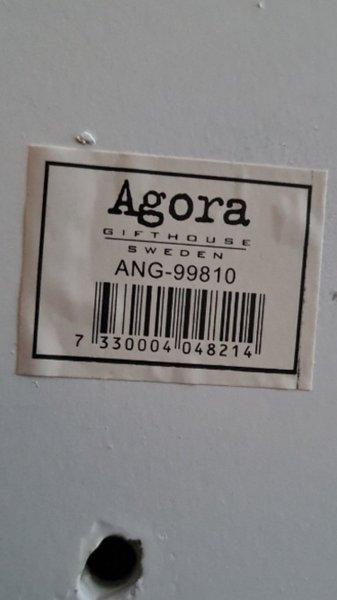 Agora
GIFTHOUSE
SWEDEN
ANG-99810
7 330004 048214